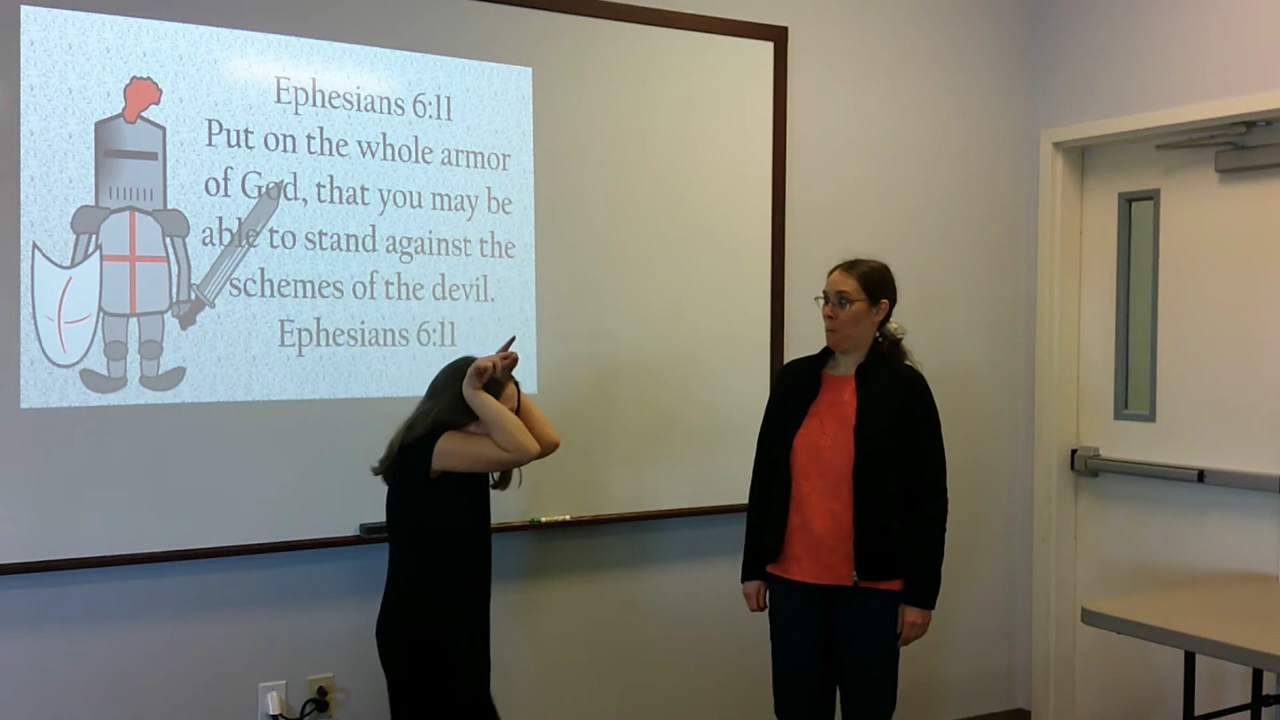 Ephesians 6:11
Put on the whole armor
of God, that you may be
able to stand against the
schemes of the devil.
Ephesians 6:11